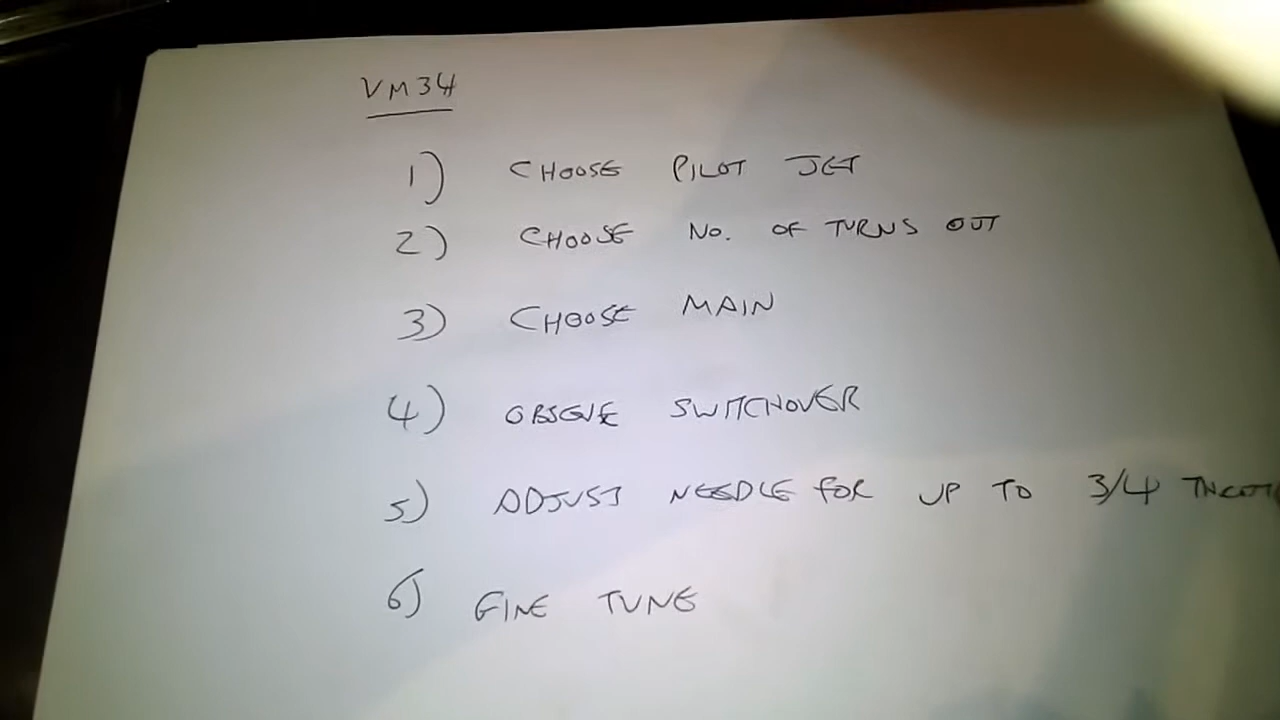 VM34
1) CHOOSE PILOT JET
2) CHOOSE No. OF TURNS OUT
3) CHOOSE MAIN
4) OBSERVE SWITCHOVER
5) ADJUST NEEDLE FOR UP TO 3/4
6) FINE TUNE